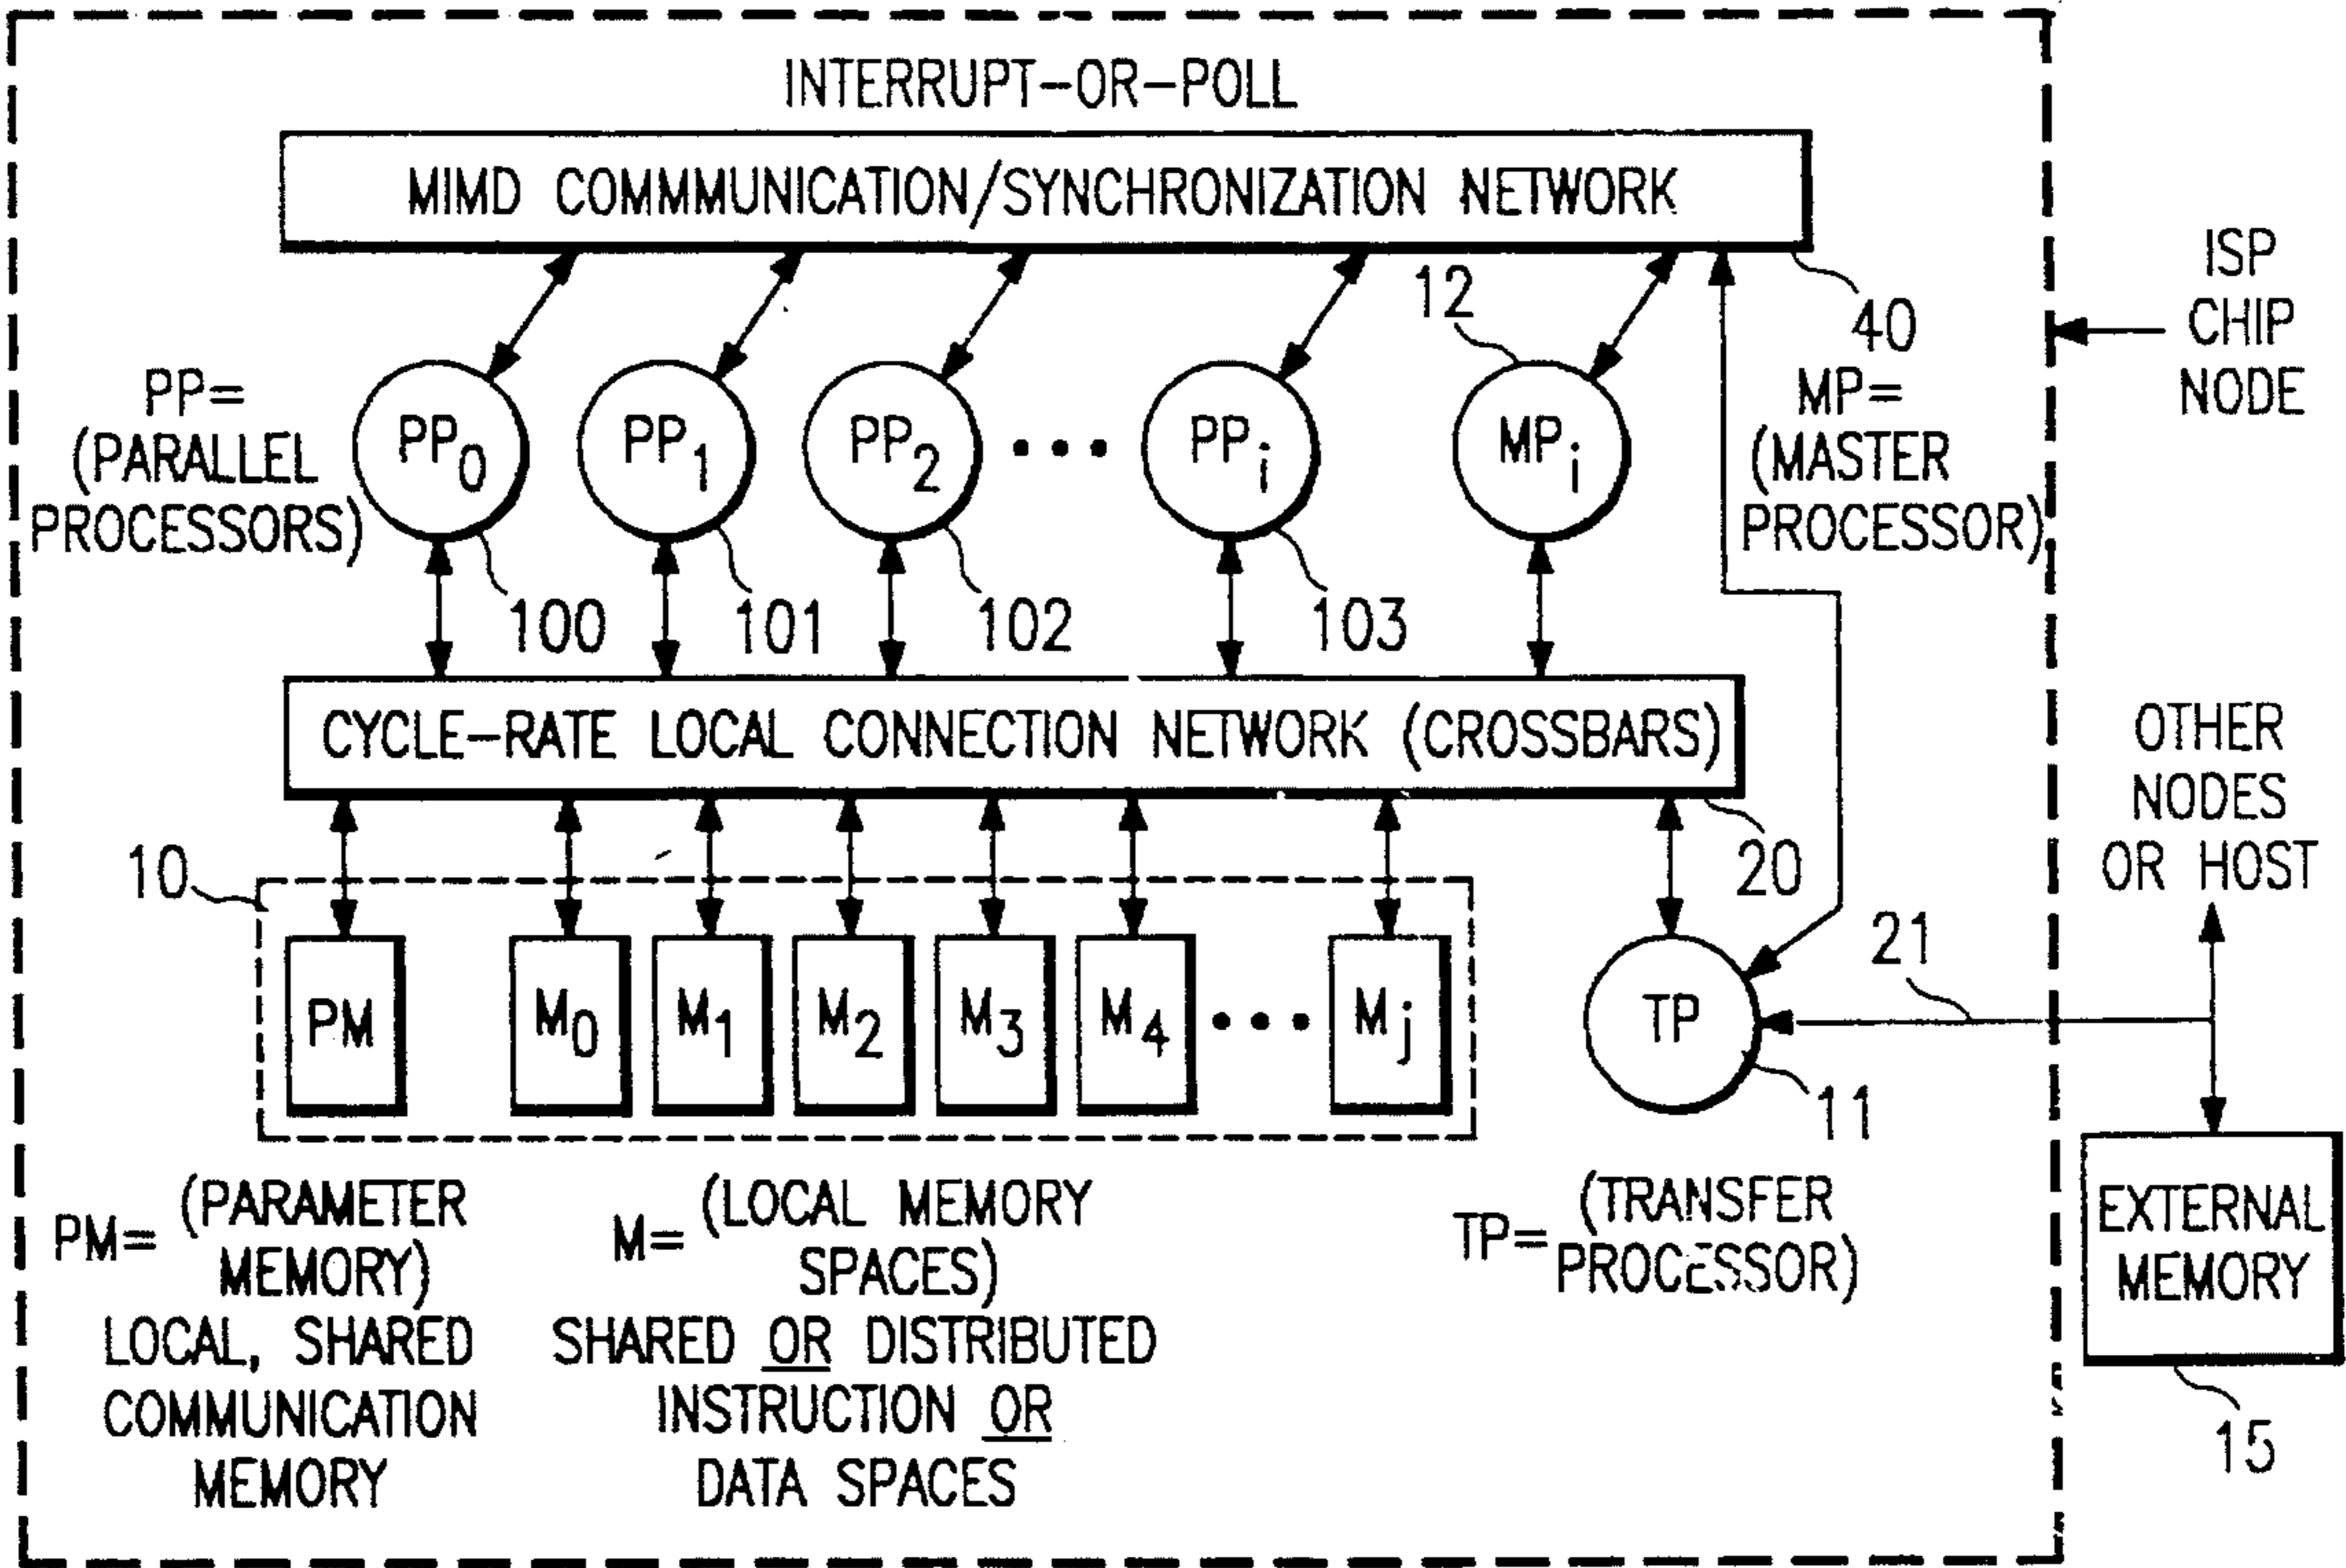 INTERRUPT-OR-POLL
MIMD COMMMUNICATION/SYNCHRONIZATION NETWORK
40
ISP
CHIP
NODE
12
PP=
(PARALLEL
PROCESSORS)
PP0
PP1
PP2
PPi
MPi
MP=
(MASTER
PROCESSOR)
100
101
102
103
CYCLE-RATE LOCAL CONNECTION NETWORK (CROSSBARS)
20
OTHER
NODES
OR HOST
10
21
PM
M0
M1
M2
M3
M4
Mj
TP
11
PM= (PARAMETER
MEMORY)
LOCAL, SHARED
COMMUNICATION
MEMORY
M= (LOCAL MEMORY
SPACES)
SHARED OR DISTRIBUTED
INSTRUCTION OR
DATA SPACES
TP= (TRANSFER
PROCESSOR)
EXTERNAL
MEMORY
15